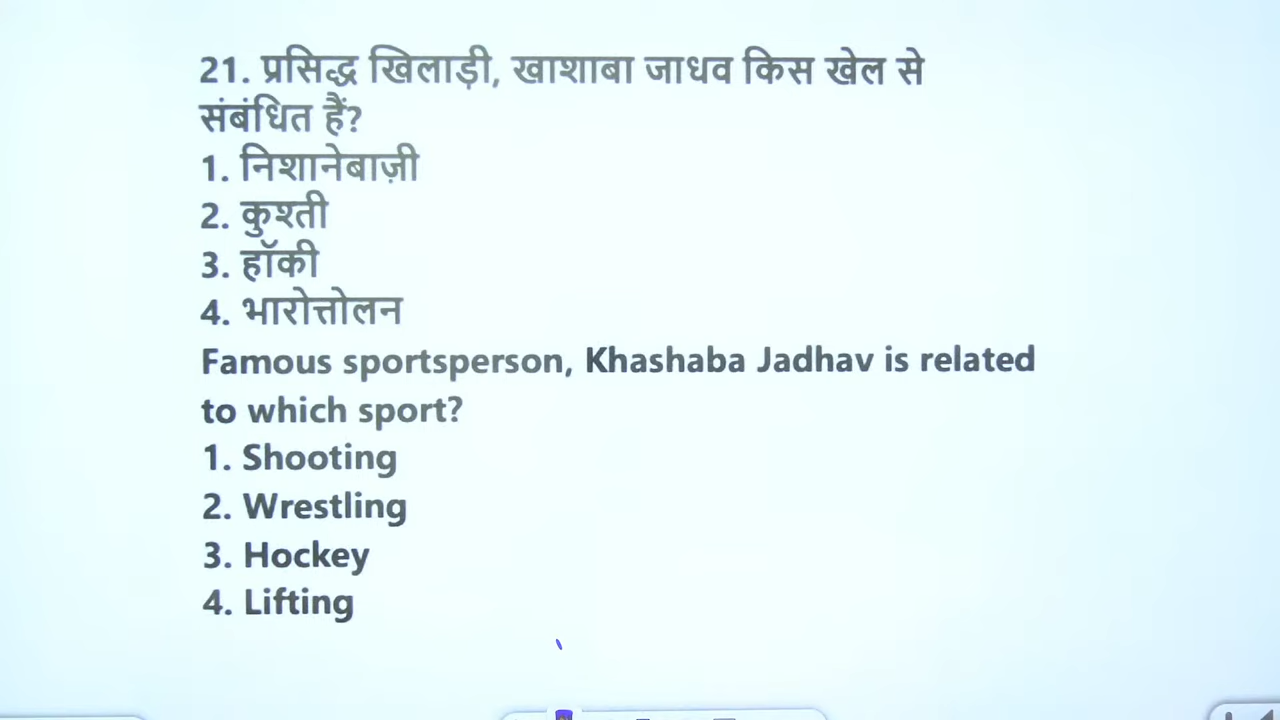 21. प्रसिद्ध खिलाड़ी, खाशाबा जाधव किस खेल से
संबंधित हैं?
1. निशानेबाज़ी
2. कुश्ती
3. हॉकी
4. भारोत्तोलन
Famous sportsperson, Khashaba Jadhav is related
to which sport?
1. Shooting
2. Wrestling
3. Hockey
4. Lifting